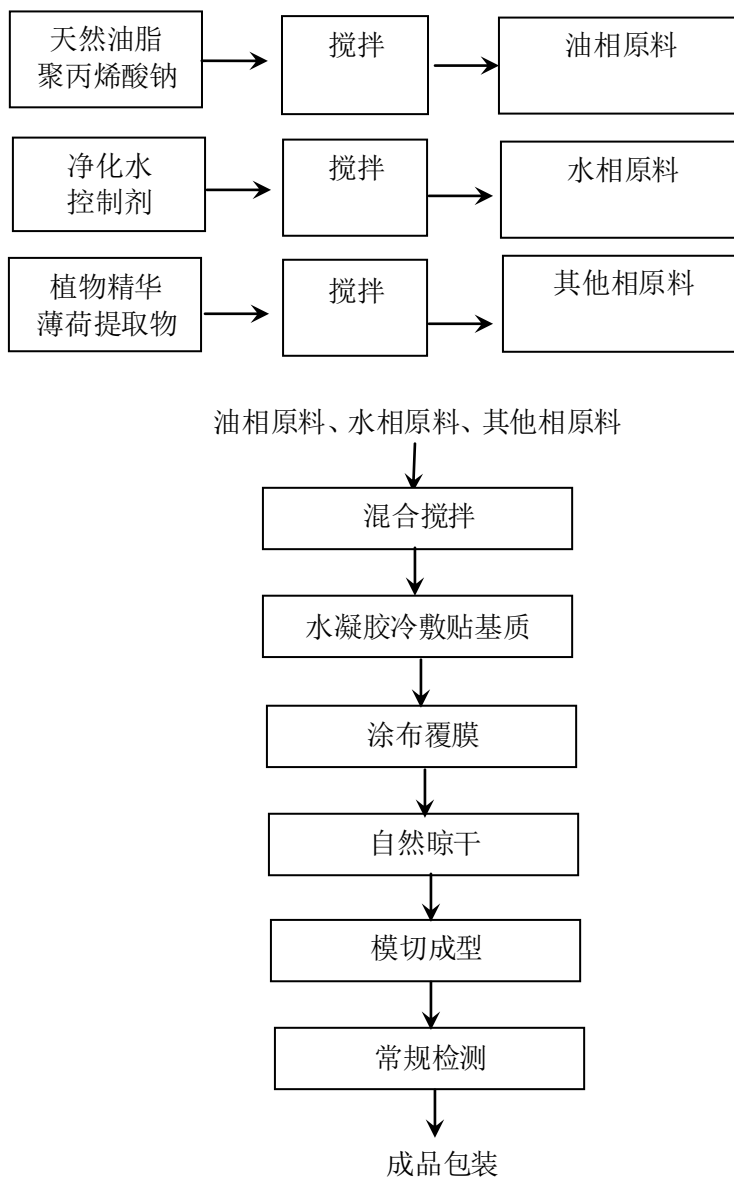 天然油脂
聚丙烯酸钠
搅拌
油相原料
净化水
控制剂
搅拌
水相原料
植物精华
薄荷提取物
搅拌
其他相原料
油相原料、水相原料、其他相原料
混合搅拌
水凝胶冷敷贴基质
涂布覆膜
自然晾干
模切成型
常规检测
成品包装